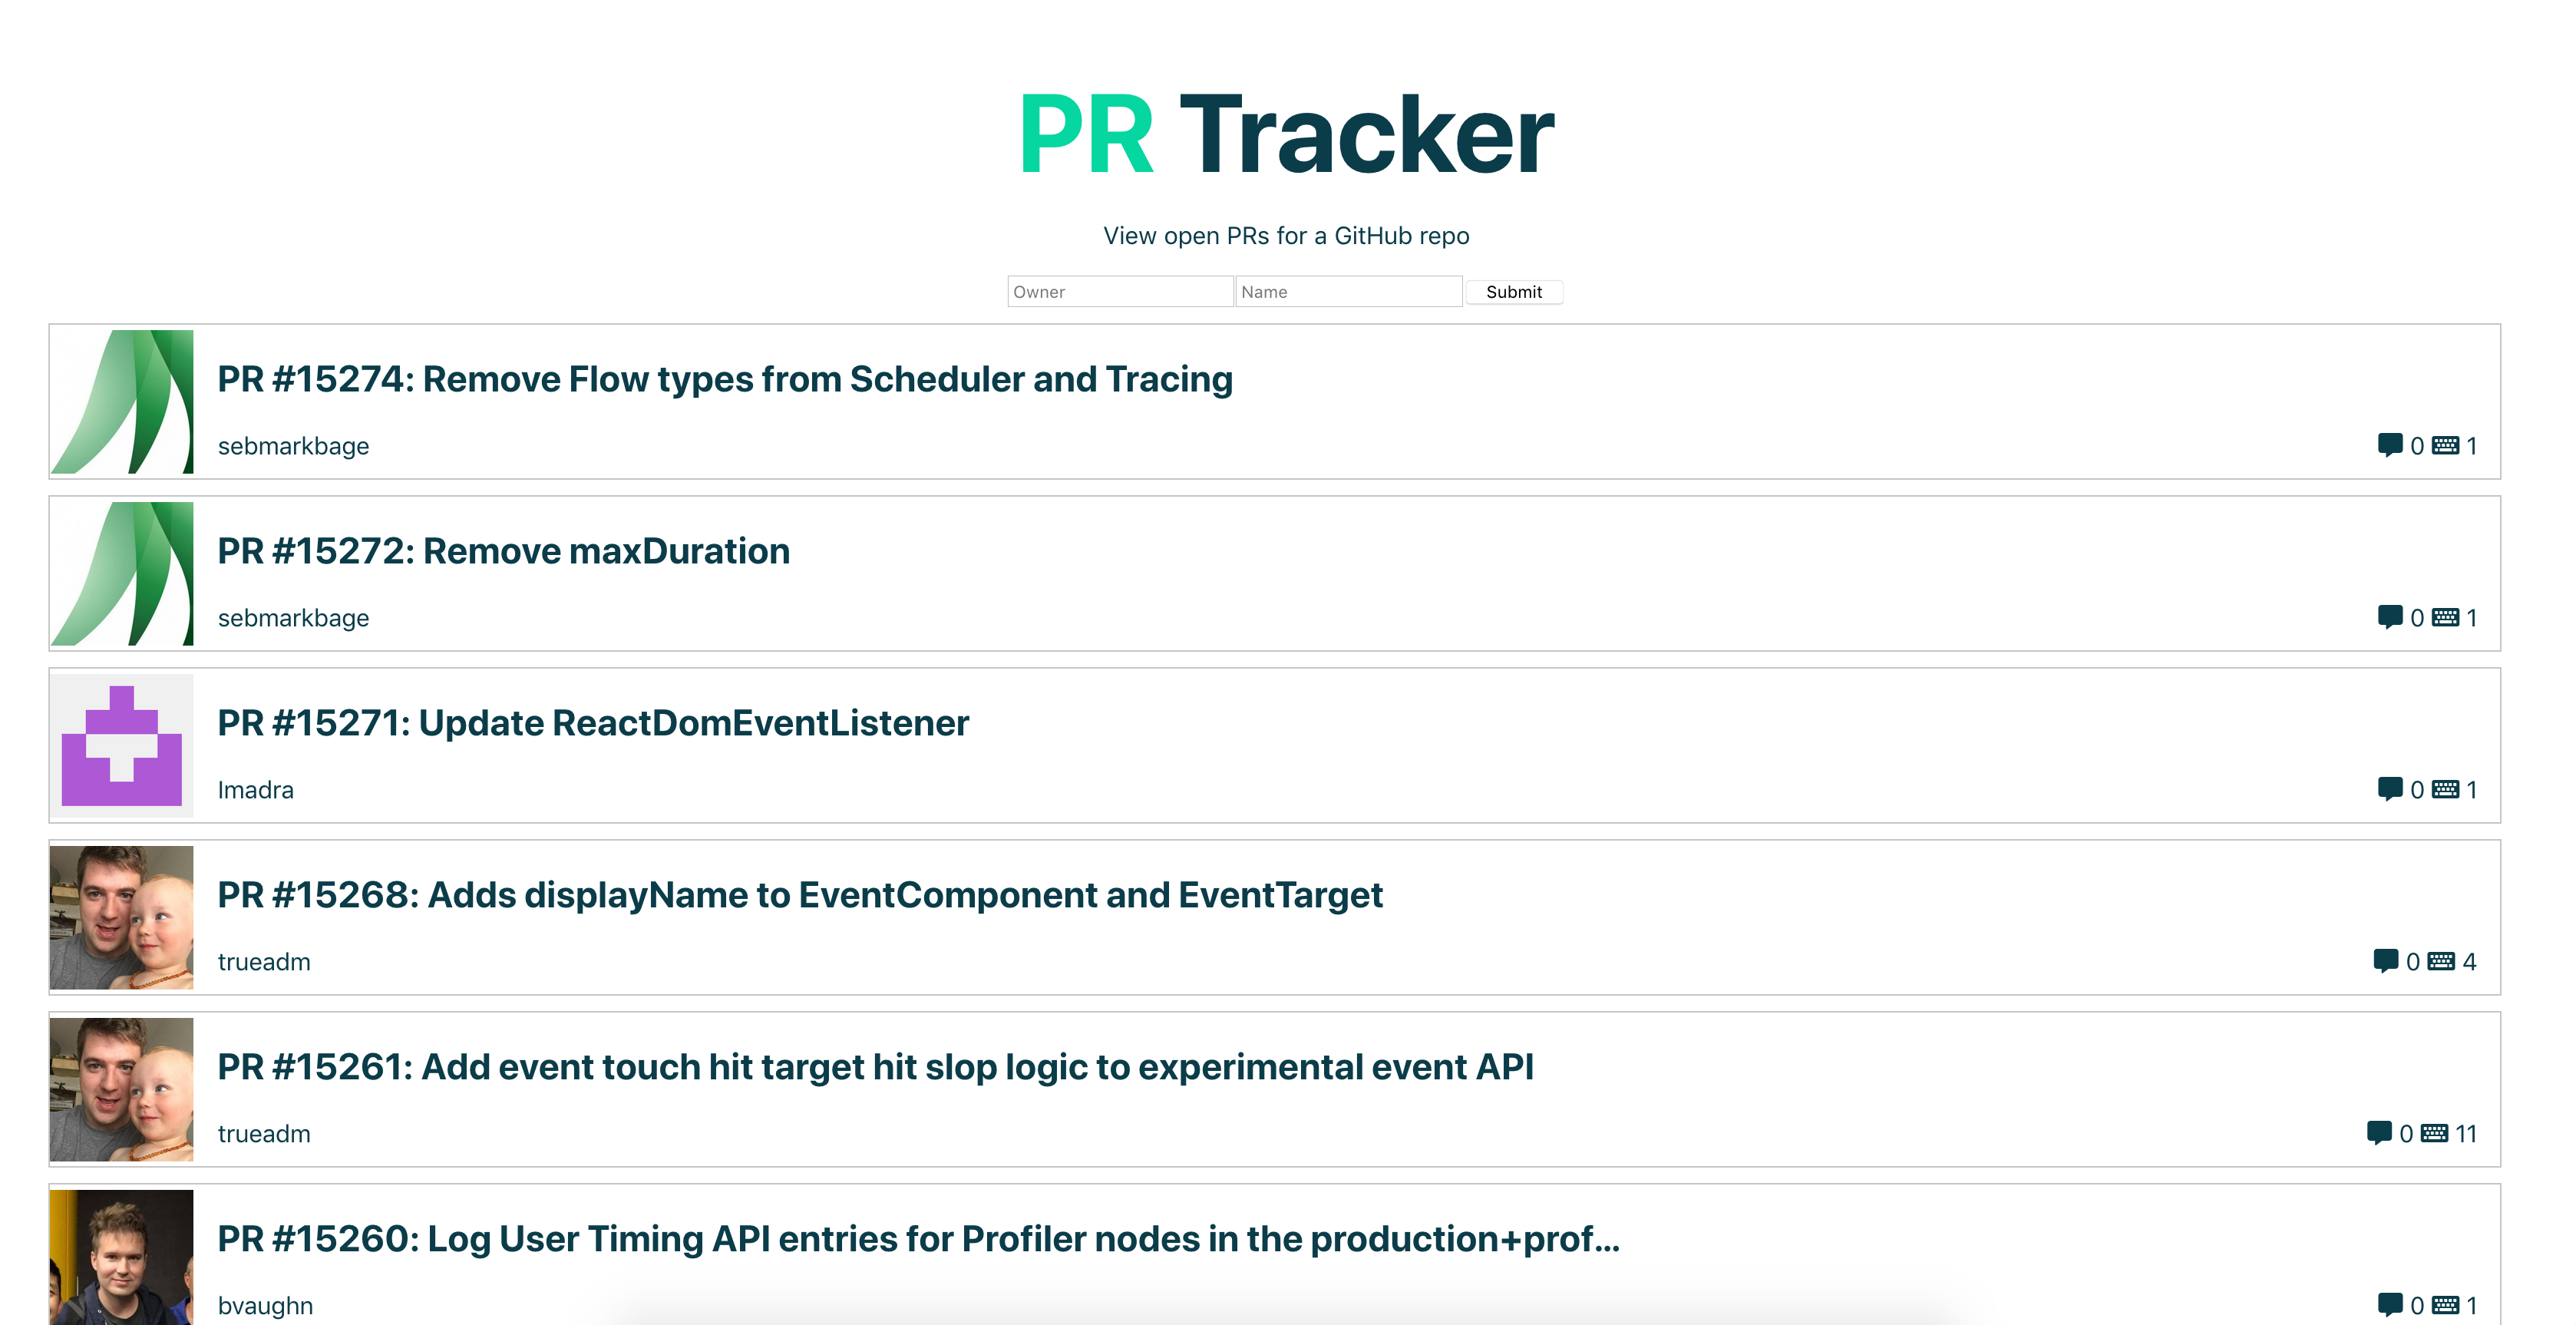 PR Tracker
View open PRs for a GitHub repo
Owner Name Submit
PR #15274: Remove Flow types from Scheduler and Tracing
sebmarkbage 0 1
PR #15272: Remove maxDuration
sebmarkbage 0 1
PR #15271: Update ReactDomEventListener
lmadra 0 1
PR #15268: Adds displayName to EventComponent and EventTarget
trueadm 0 4
PR #15261: Add event touch hit target hit slop logic to experimental event API
trueadm 0 11
PR #15260: Log User Timing API entries for Profiler nodes in the production+prof...
bvaughn 0 1